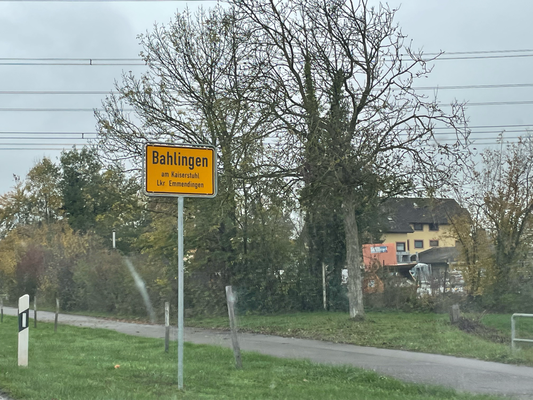 Bahlingen
am Kaiserstuhl
Lkr Emmendingen